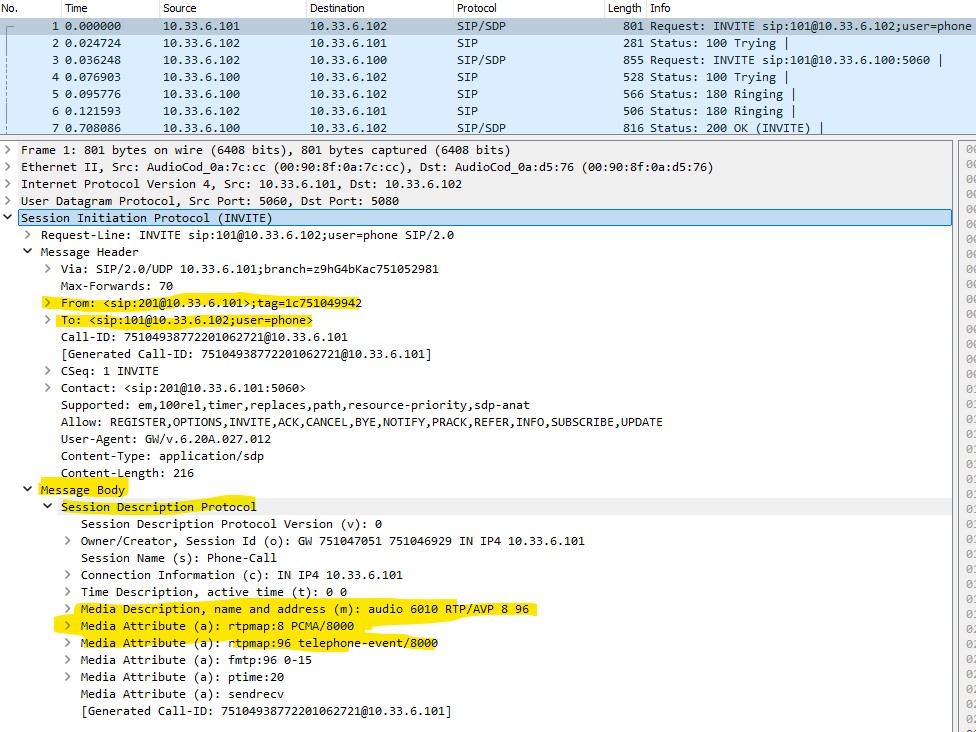 No. Time Source Destination Protocol Length Info
1 0.000000 10.33.6.101 10.33.6.102 SIP/SDP 801 Request: INVITE sip:101@10.33.6.102;user=phone
2 0.024724 10.33.6.102 10.33.6.101 SIP 281 Status: 100 Trying |
3 0.036248 10.33.6.102 10.33.6.100 SIP/SDP 855 Request: INVITE sip:101@10.33.6.100:5060 |
4 0.076903 10.33.6.100 10.33.6.102 SIP 528 Status: 100 Trying |
5 0.095776 10.33.6.100 10.33.6.102 SIP 566 Status: 180 Ringing |
6 0.121593 10.33.6.102 10.33.6.101 SIP 506 Status: 180 Ringing |
7 0.708086 10.33.6.100 10.33.6.102 SIP/SDP 816 Status: 200 OK (INVITE) |
Frame 1: 801 bytes on wire (6408 bits), 801 bytes captured (6408 bits)
Ethernet II, Src: AudioCod_0a:7c:cc (00:90:8f:0a:7c:cc), Dst: AudioCod_0a:d5:76 (00:90:8f:0a:d5:76)
Internet Protocol Version 4, Src: 10.33.6.101, Dst: 10.33.6.102
User Datagram Protocol, Src Port: 5060, Dst Port: 5080
Session Initiation Protocol (INVITE)
Request-Line: INVITE sip:101@10.33.6.102;user=phone SIP/2.0
Message Header
Via: SIP/2.0/UDP 10.33.6.101;branch=z9hG4bKac751052981
Max-Forwards: 70
From: <sip:201@10.33.6.101>;tag=1c751049942
To: <sip:101@10.33.6.102;user=phone>
Call-ID: 75104938772201062721@10.33.6.101
[Generated Call-ID: 75104938772201062721@10.33.6.101]
CSeq: 1 INVITE
Contact: <sip:201@10.33.6.101:5060>
Supported: em,100rel,timer,replaces,path,resource-priority,sdp-anat
Allow: REGISTER,OPTIONS,INVITE,ACK,CANCEL,BYE,NOTIFY,PRACK,REFER,INFO,SUBSCRIBE,UPDATE
User-Agent: GW/v.6.20A.027.012
Content-Type: application/sdp
Content-Length: 216
Message Body
Session Description Protocol
Session Description Protocol Version (v): 0
Owner/Creator, Session Id (o): GW 751047051 751046929 IN IP4 10.33.6.101
Session Name (s): Phone-Call
Connection Information (c): IN IP4 10.33.6.101
Time Description, active time (t): 0 0
Media Description, name and address (m): audio 6010 RTP/AVP 8 96
Media Attribute (a): rtpmap:8 PCMA/8000
Media Attribute (a): rtpmap:96 telephone-event/8000
Media Attribute (a): fmtp:96 0-15
Media Attribute (a): ptime:20
Media Attribute (a): sendrecv
[Generated Call-ID: 75104938772201062721@10.33.6.101]